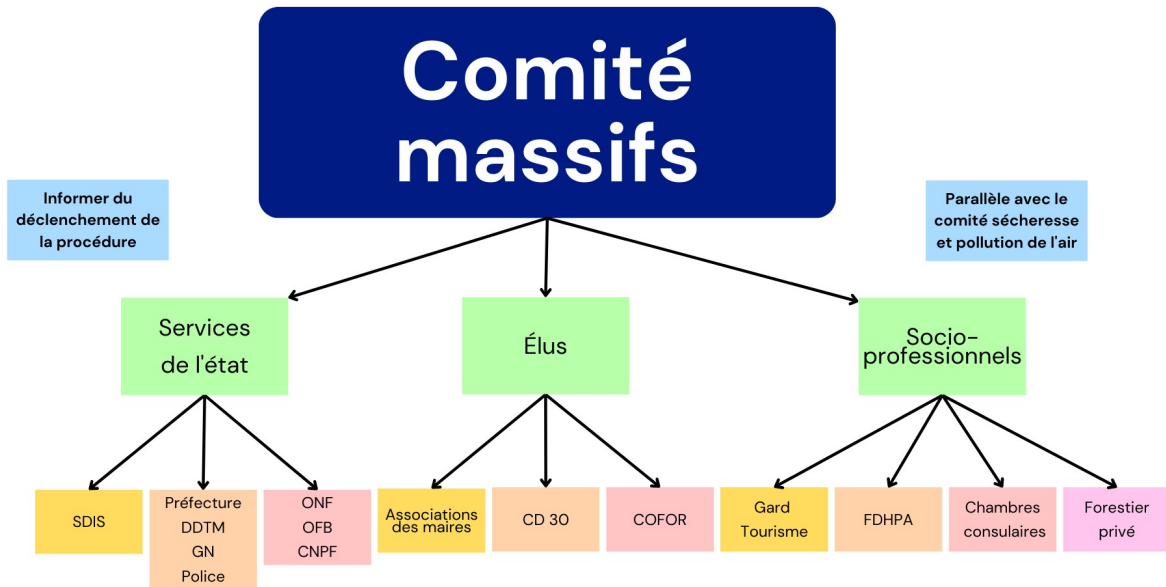 Comité
massifs
Informer du
déclenchement de
la procédure
Parallèle avec le
comité sécheresse
et pollution de l'air
Services
de l'état
Élus
Socio-
professionnels
SDIS
Préfecture
DDTM
GN
Police
ONF
OFB
CNPF
Associations
des maires
CD 30
COFOR
Gard
Tourisme
FDHPA
Chambres
consulaires
Forestier
privé